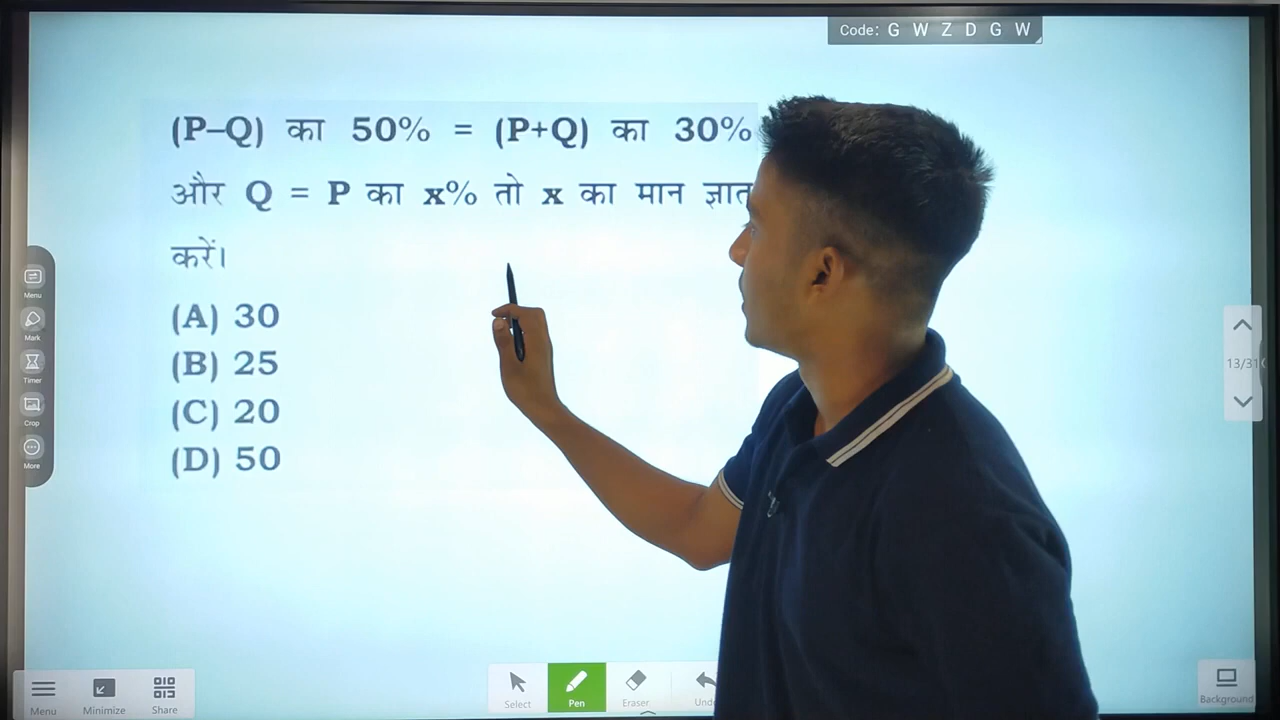 Code: G W Z D G W
(P–Q) का 50% = (P+Q) का 30%
और Q = P का x% तो x का मान ज्ञात
करें।
(A) 30
(B) 25
(C) 20
(D) 50
Menu
Mark
Timer
Crop
More
13/31
Menu
Minimize
Share
Select
Pen
Eraser
Background